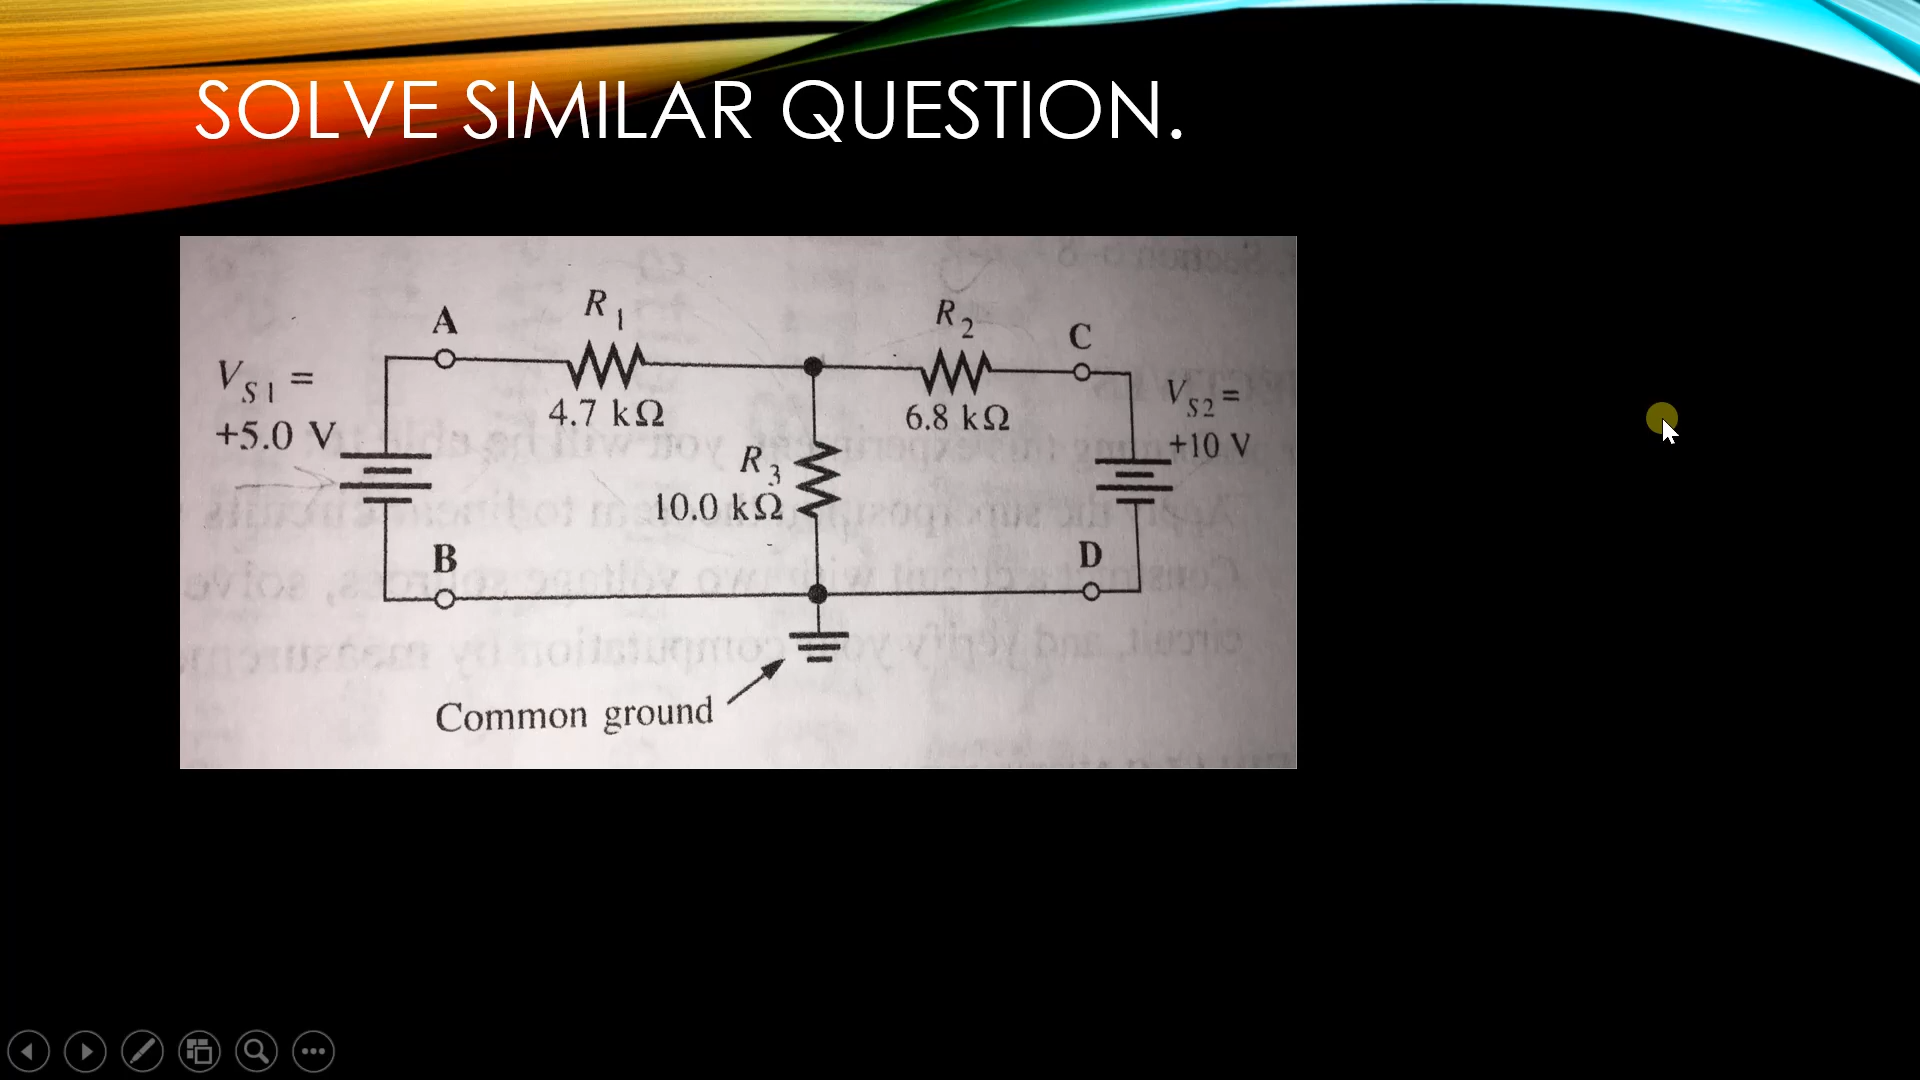 SOLVE SIMILAR QUESTION.
A
R1
R2
C
VS1 =
+5.0 V
4.7 kΩ
6.8 kΩ
VS2 =
+10 V
R3
10.0 kΩ
B
D
Common ground